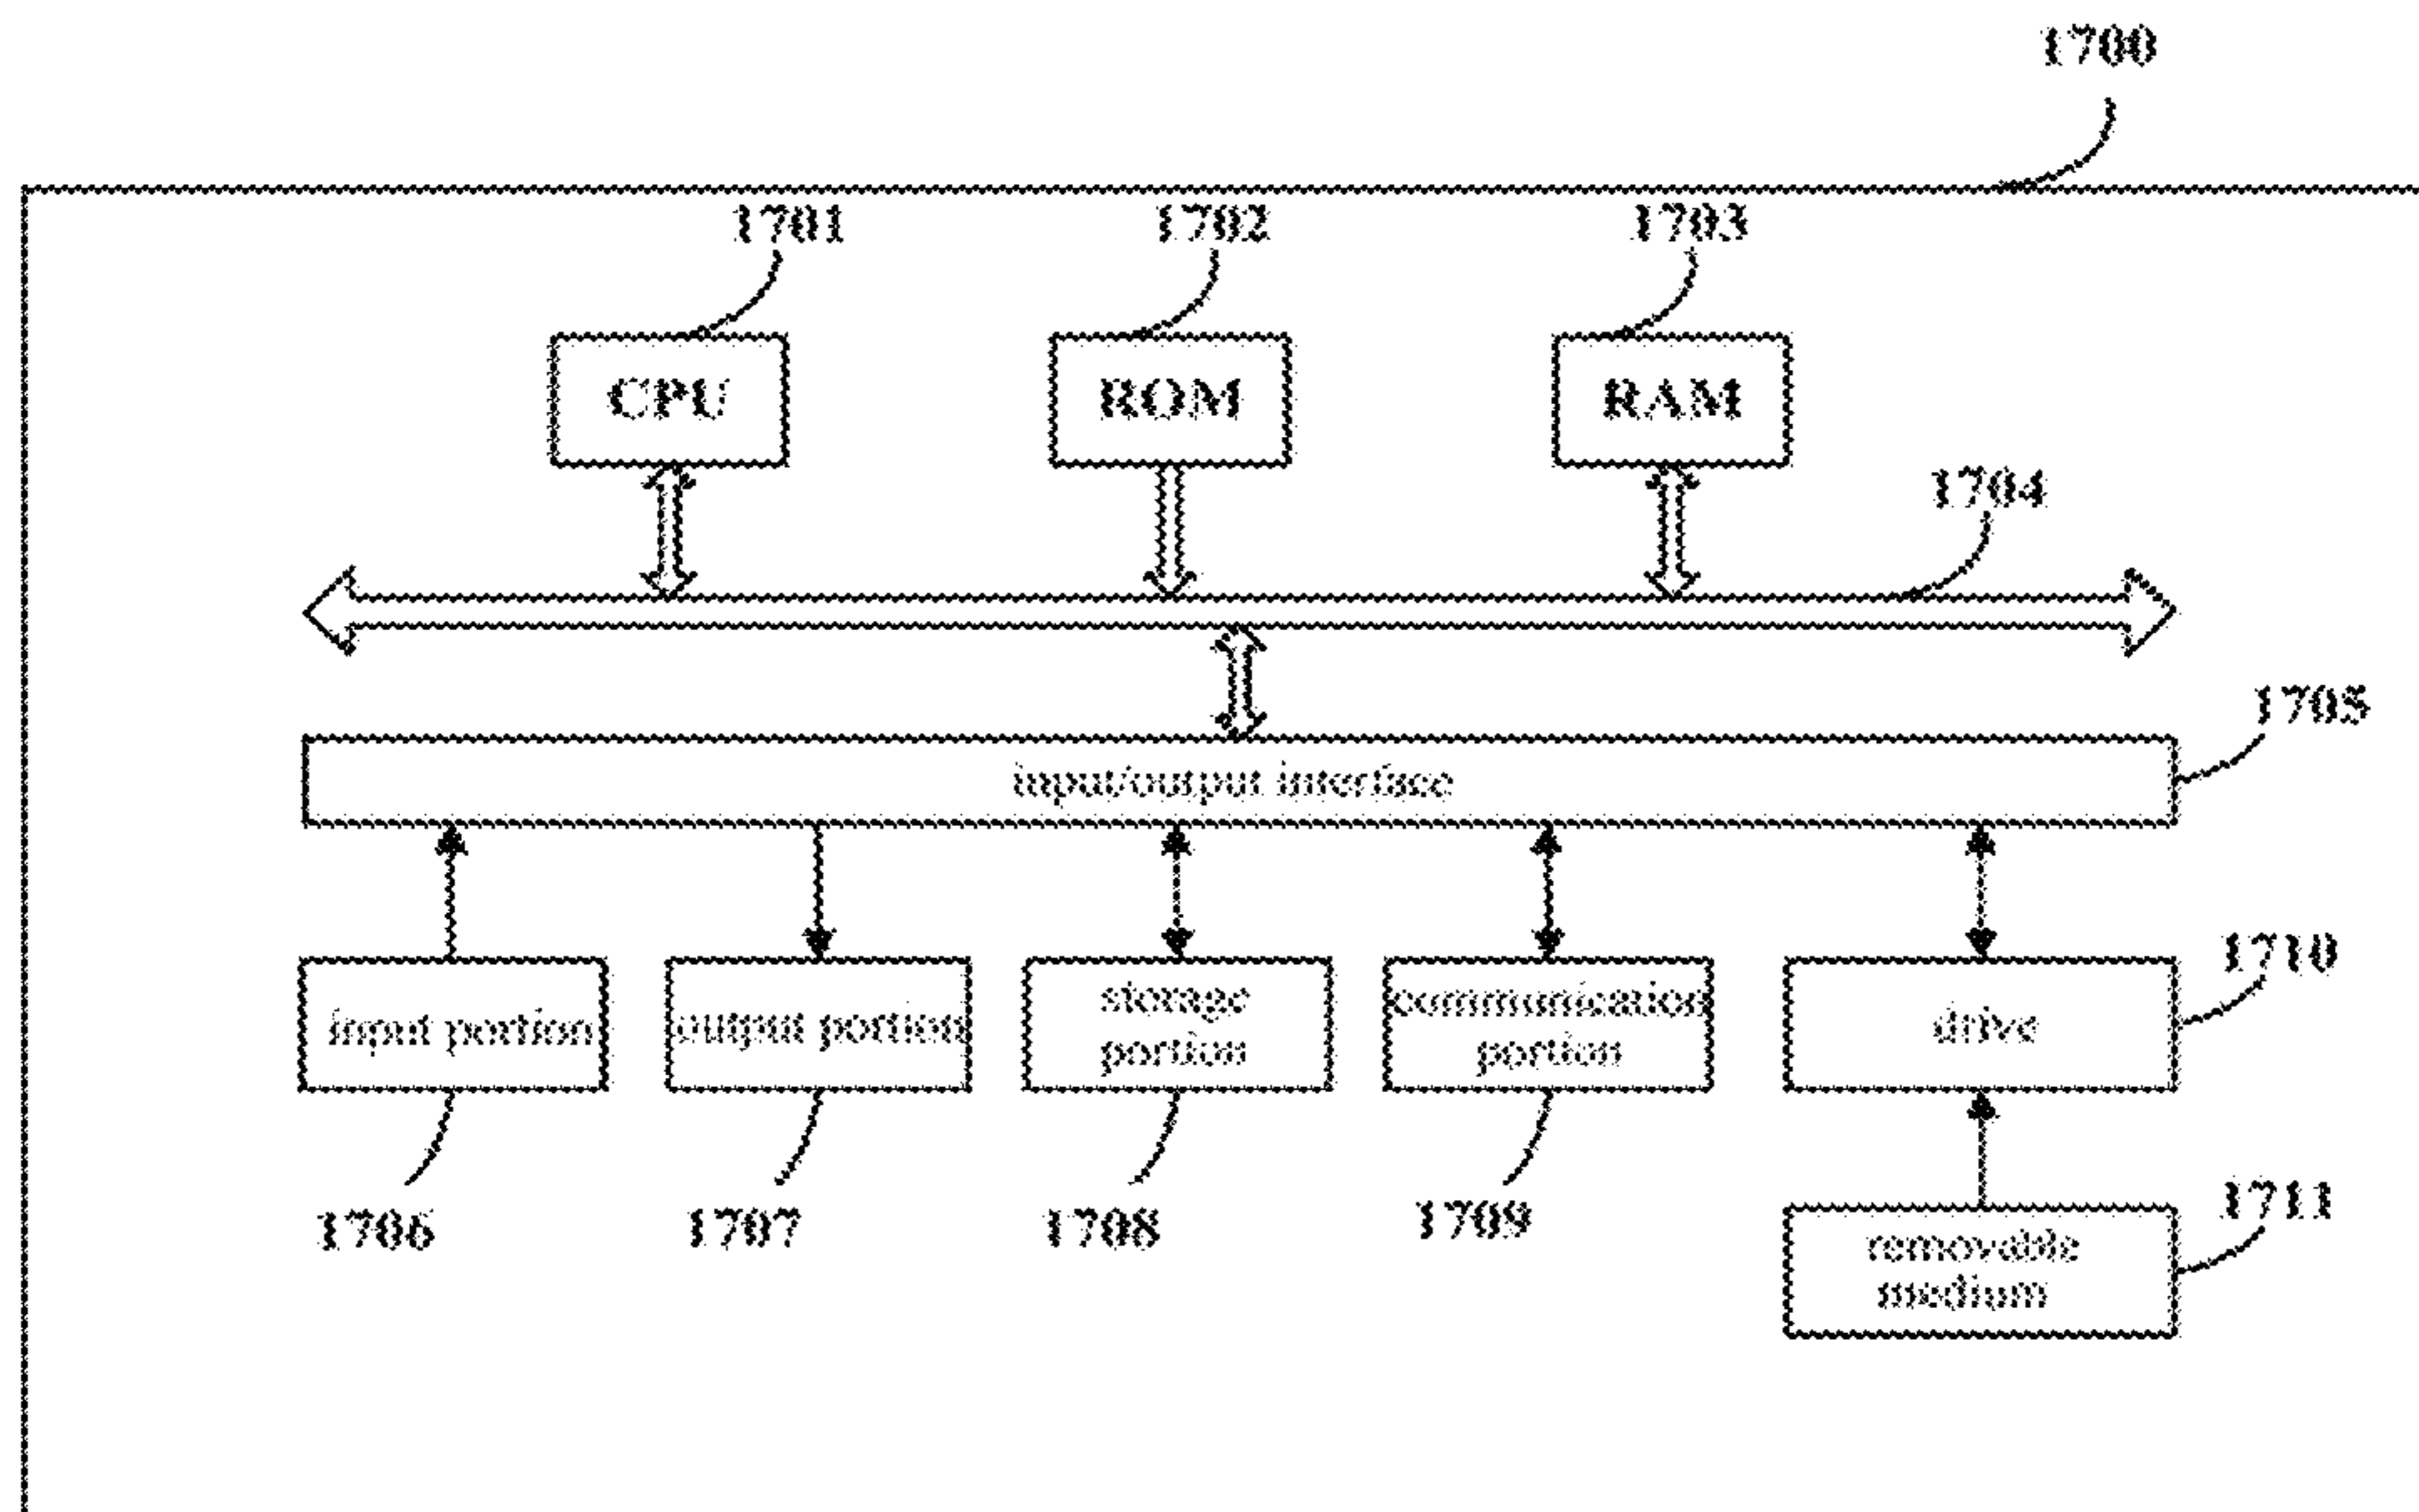 1700
1701
1702
1703
CPU
ROM
RAM
1704
1705
input/output interface
1710
input portion
output portion
storage
portion
communication
portion
drive
1706
1707
1708
1709
1711
removable
medium